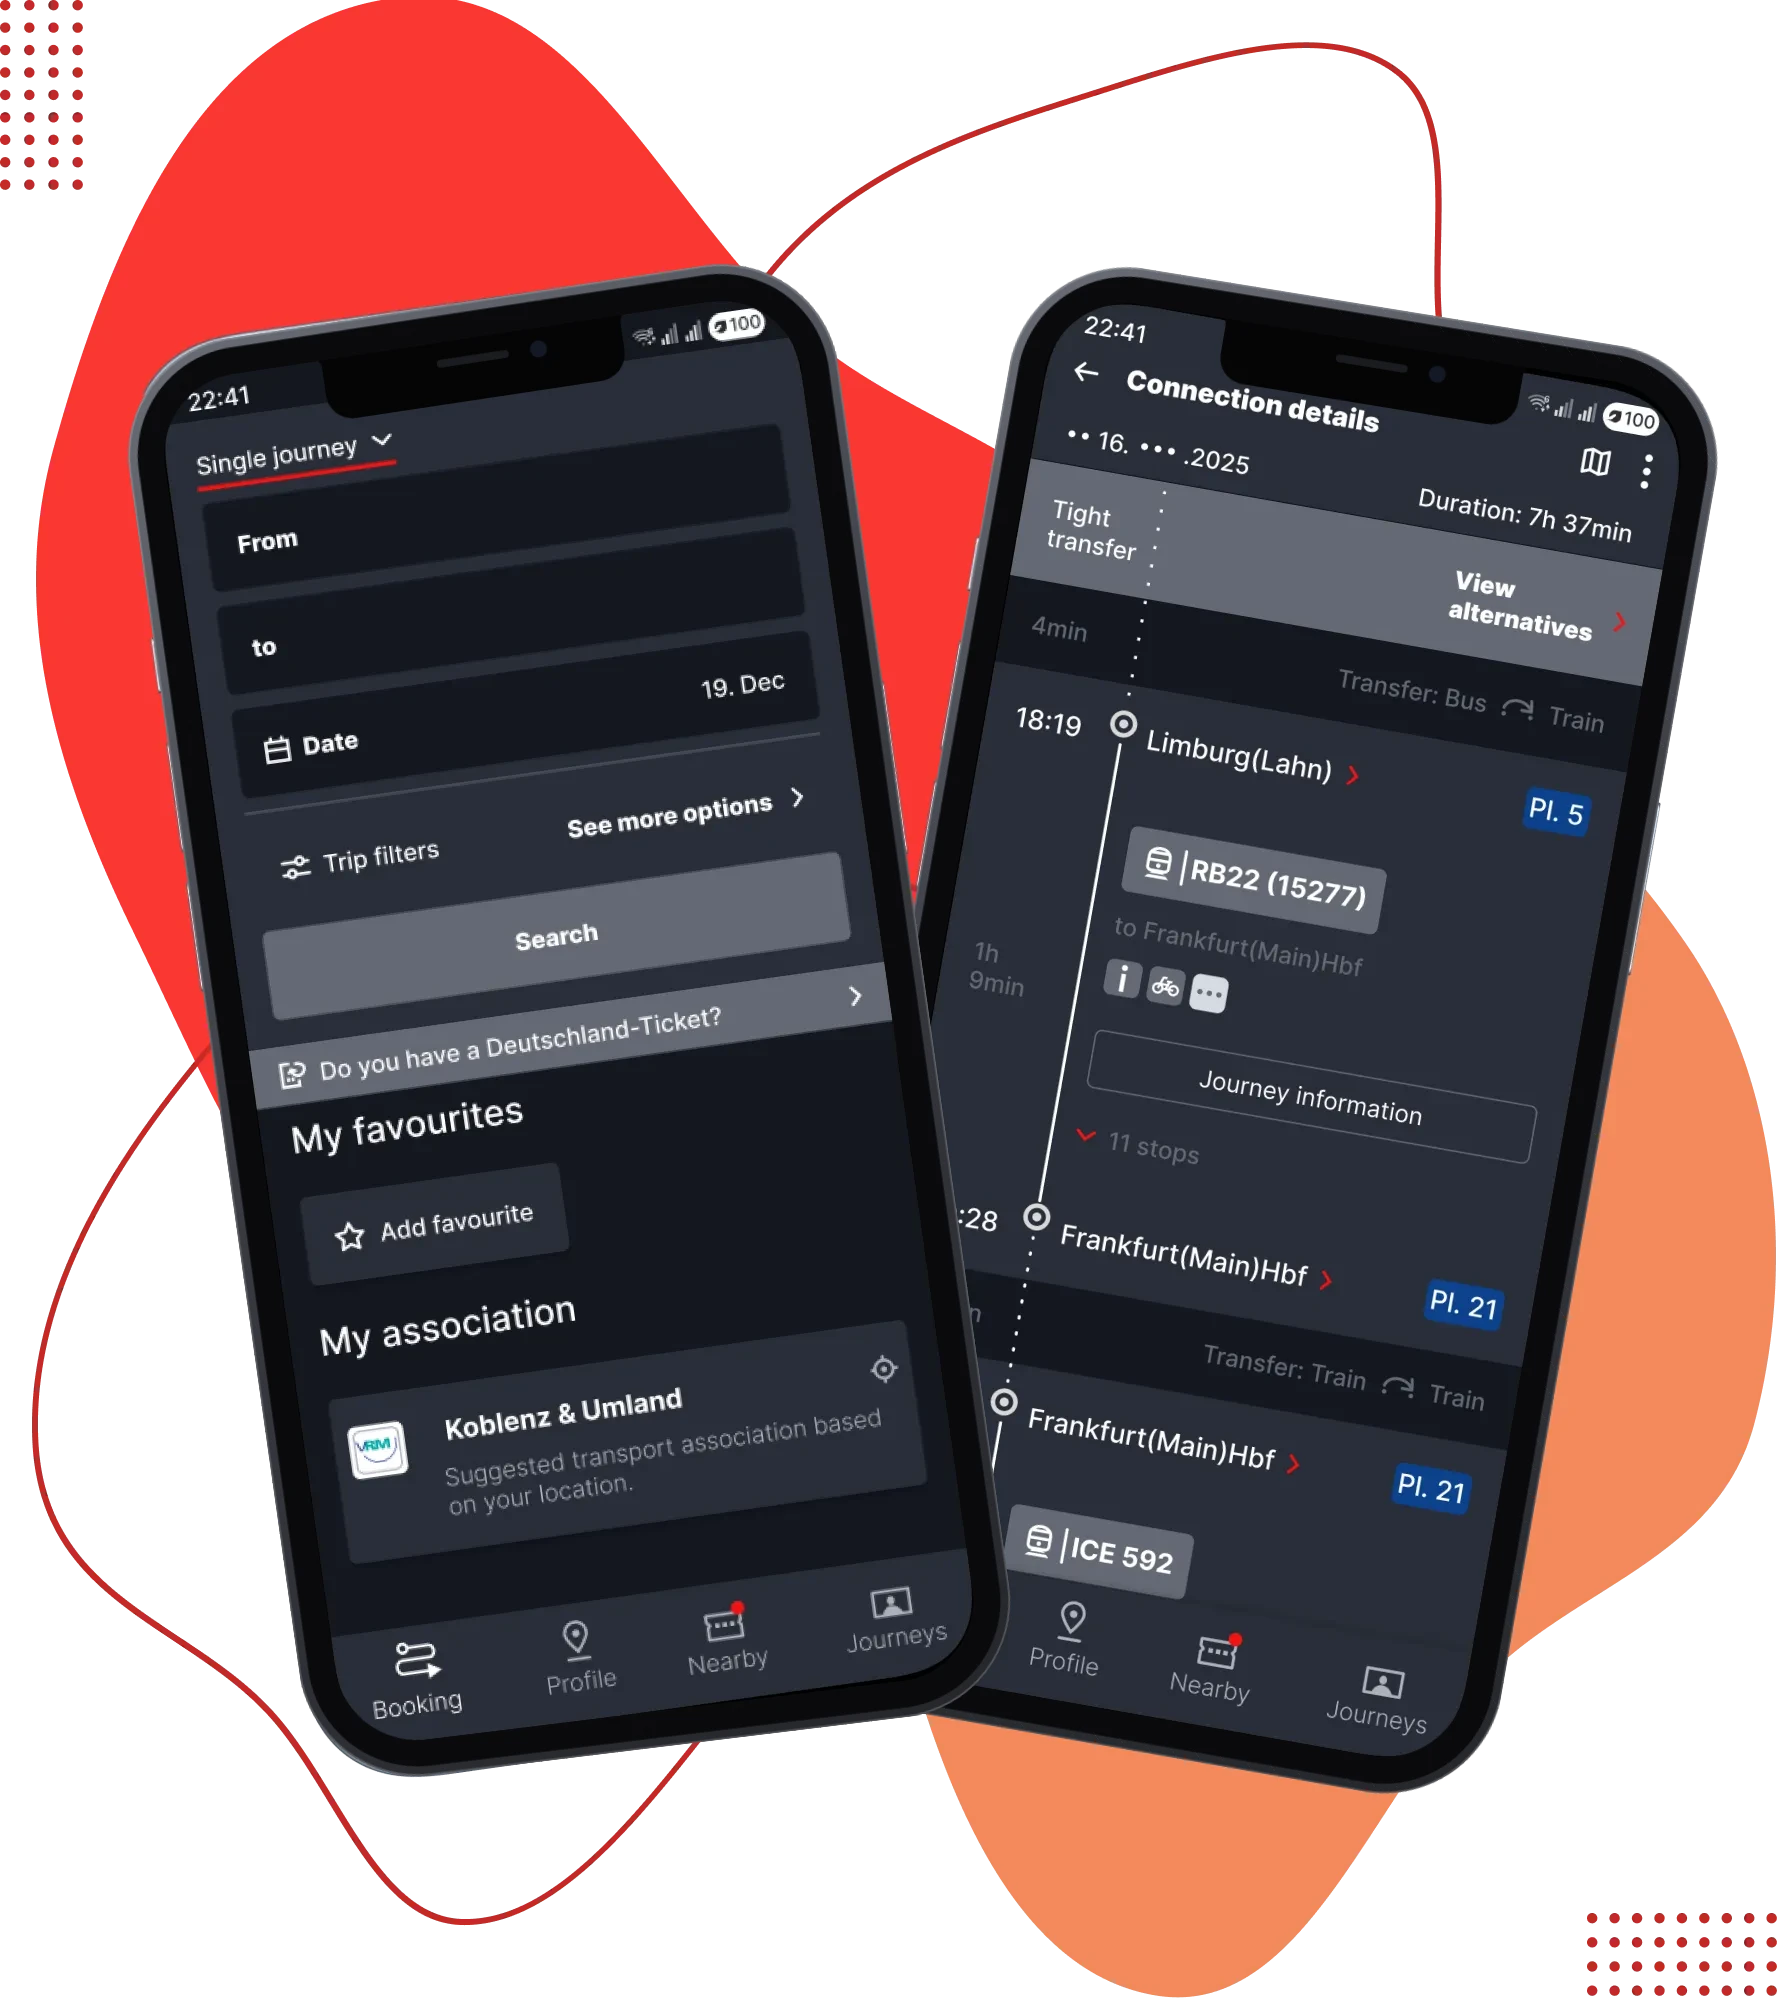 22:41
100
Single journey
From
to
Date
19. Dec
Trip filters
See more options
Search
Do you have a Deutschland-Ticket?
My favourites
Add favourite
My association
VRM
Koblenz & Umland
Suggested transport association based
on your location.
Booking
Profile
Nearby
Journeys
22:41
100
Connection details
•• 16. ••• .2025
Duration: 7h 37min
Tight
transfer
View
alternatives
4min
Transfer: Bus
Train
18:19
Limburg(Lahn)
Pl. 5
RB22 (15277)
to Frankfurt(Main)Hbf
1h
9min
i
Journey information
11 stops
:28
Frankfurt(Main)Hbf
Pl. 21
n
Transfer: Train
Train
Frankfurt(Main)Hbf
Pl. 21
ICE 592
Profile
Nearby
Journeys